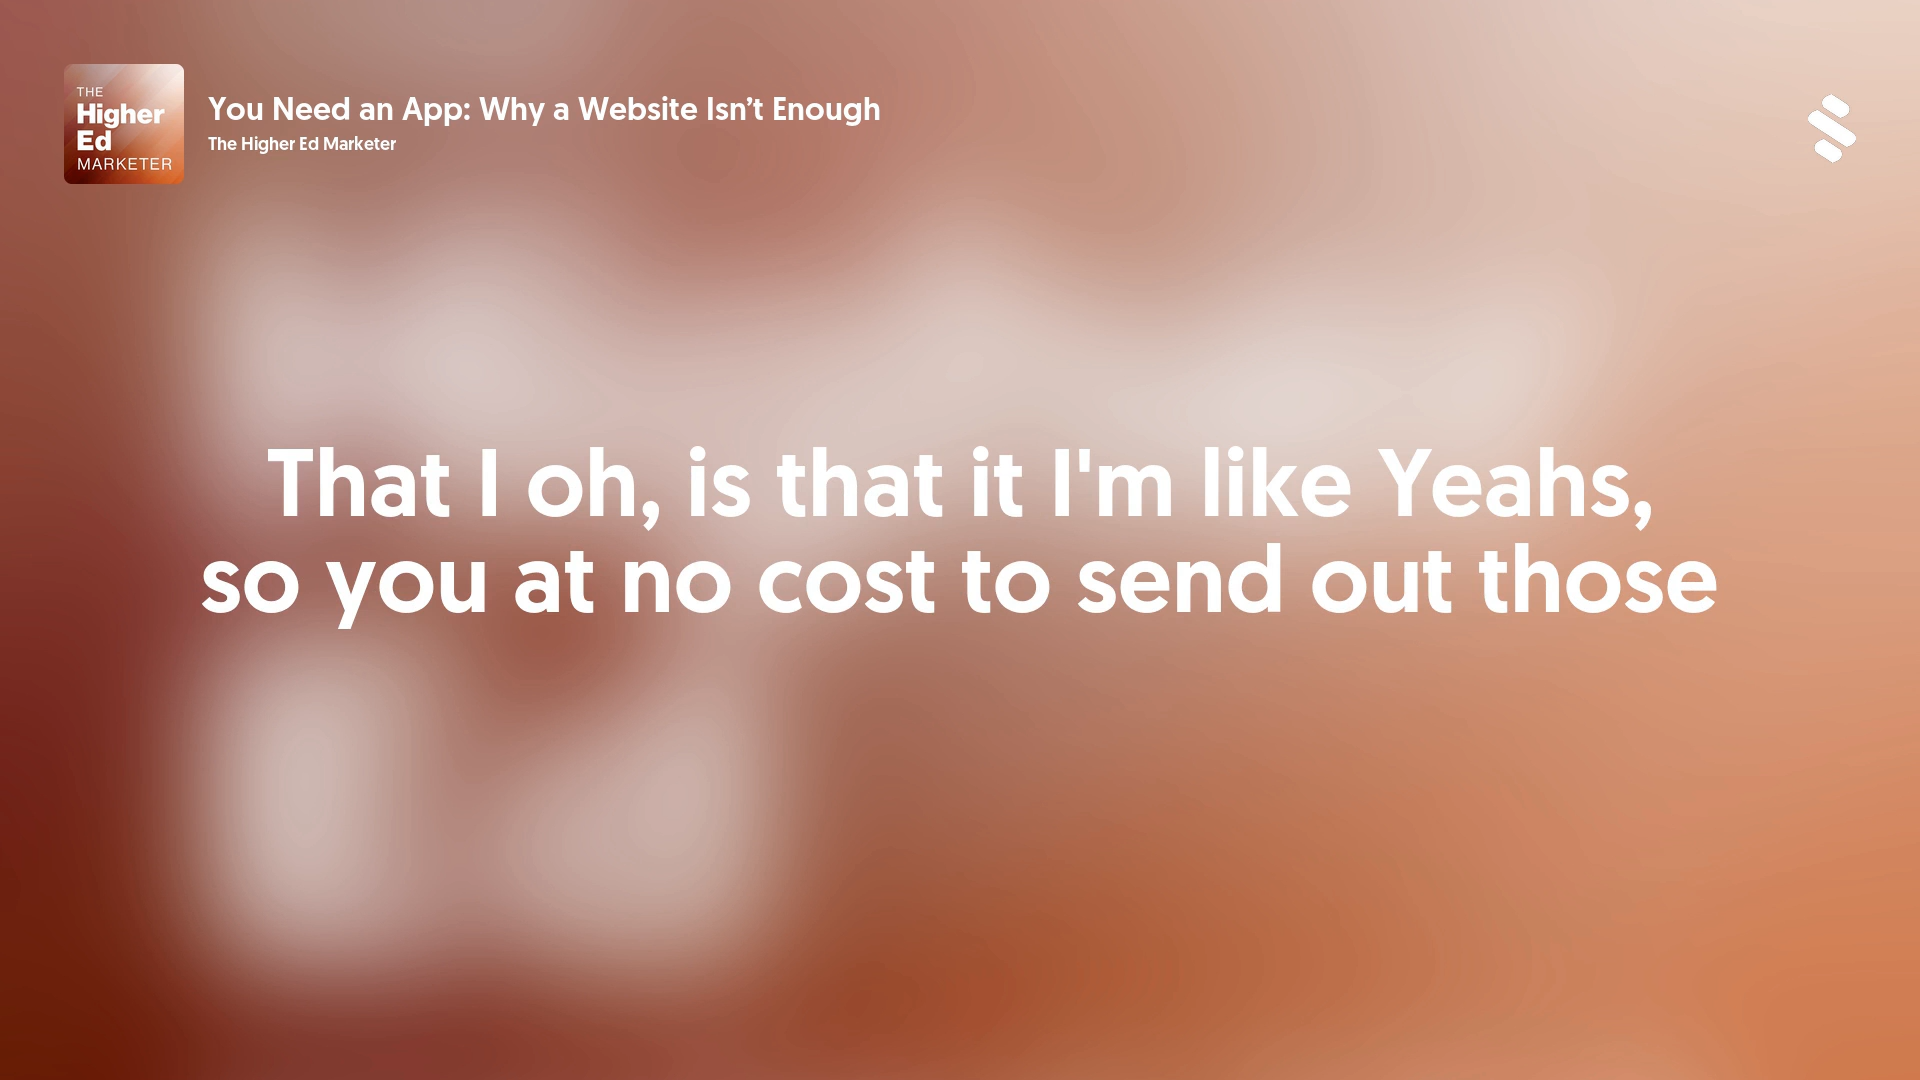 THE
Higher
Ed
MARKETER
You Need an App: Why a Website Isn’t Enough
The Higher Ed Marketer
That I oh, is that it I'm like Yeahs,
so you at no cost to send out those